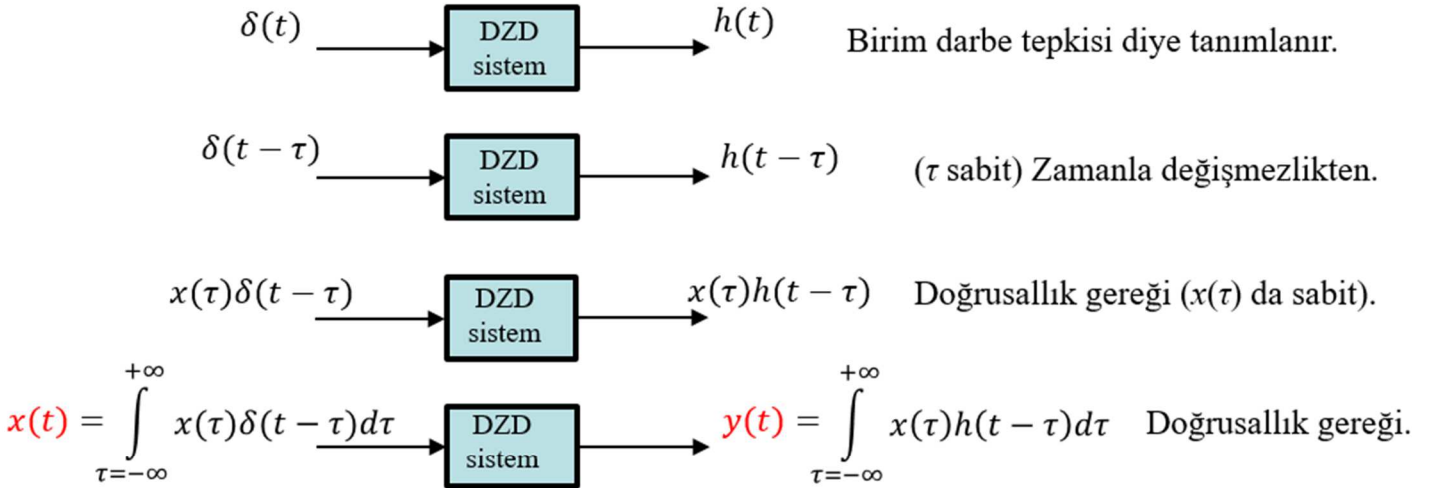 δ(t) DZD sistem h(t) Birim darbe tepkisi diye tanımlanır.
δ(t − τ) DZD sistem h(t − τ) (τ sabit) Zamanla değişmezlikten.
x(τ)δ(t − τ) DZD sistem x(τ)h(t − τ) Doğrusallık gereği (x(τ) da sabit).
x(t) = ∫_{τ=−∞}^{+∞} x(τ)δ(t − τ)dτ DZD sistem y(t) = ∫_{τ=−∞}^{+∞} x(τ)h(t − τ)dτ Doğrusallık gereği.